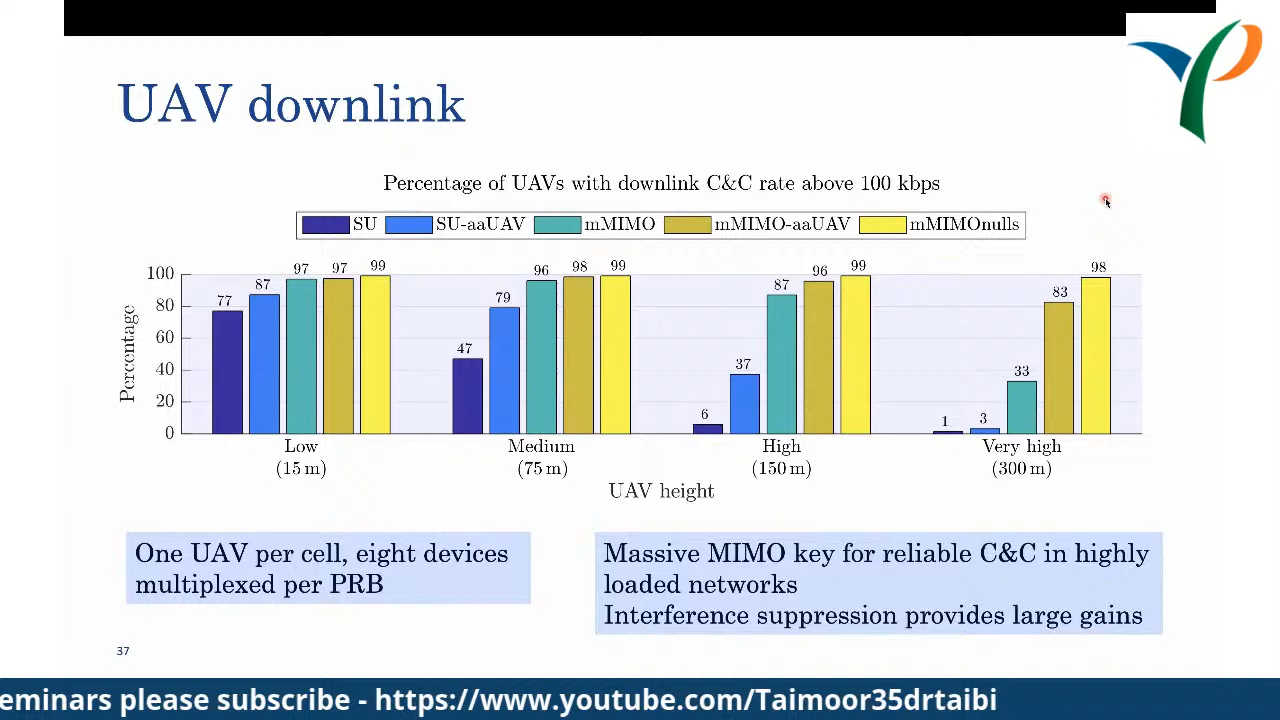 UAV downlink
Percentage of UAVs with downlink C&C rate above 100 kbps
SU SU-aaUAV mMIMO mMIMO-aaUAV mMIMOnulls
Percentage
100
80
60
40
20
0
77 87 97 97 99
47 79 96 98 99
6 37 87 96 99
1 3 33 83 98
Low Medium High Very high
(15 m) (75 m) (150 m) (300 m)
UAV height
One UAV per cell, eight devices
multiplexed per PRB
Massive MIMO key for reliable C&C in highly
loaded networks
Interference suppression provides large gains
37
eminars please subscribe - https://www.youtube.com/Taimoor35drtaibi